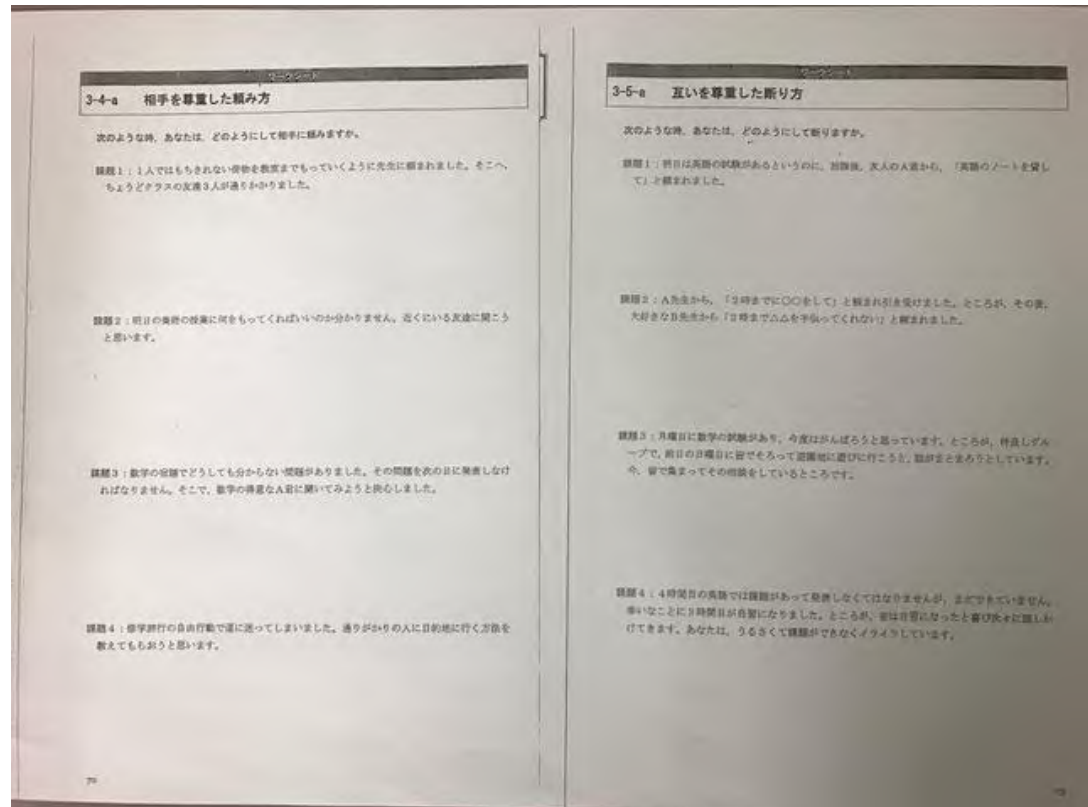 ワークシート
3-4-a 相手を尊重した頼み方
次のような時，あなたは，どのようにして相手に頼みますか。
課題1：1人ではもちきれない荷物を教室までもっていくように先生に頼まれました。そこへ，
ちょうどクラスの友達3人が通りかかりました。
課題2：明日の美術の授業に何をもってくればいいのか分かりません。近くにいる友達に聞こう
と思います。
課題3：数学の宿題でどうしても分からない問題がありました。その問題を次の日に発表しなけ
ればなりません。そこで，数学の得意なA君に聞いてみようと決心しました。
課題4：修学旅行の自由行動で道に迷ってしまいました。通りがかりの人に目的地に行く方法を
教えてもらおうと思います。
70
ワークシート
3-5-a 互いを尊重した断り方
次のような時，あなたは，どのようにして断りますか。
課題1：明日は英語の試験があるというのに，放課後，友人のA君から，「英語のノートを貸し
て」と頼まれました。
課題2：A先生から，「2時までに〇〇をして」と頼まれ引き受けました。ところが，その後，
大好きなB先生から「2時まで△△を手伝ってくれない」と頼まれました。
課題3：月曜日に数学の試験があり，今度はがんばろうと思っています。ところが，仲良しグル
ープで，前日の日曜日に皆でそろって遊園地に遊びに行こうと，話がまとまろうとしています。
今，皆で集まってその相談をしているところです。
課題4：4時間目の英語では課題があって発表しなくてはなりませんが，まだできていません。
幸いなことに3時間目が自習になりました。ところが，皆は自習になったと喜び次々に話しか
けてきます。あなたは，うるさくて課題ができなくイライラしています。